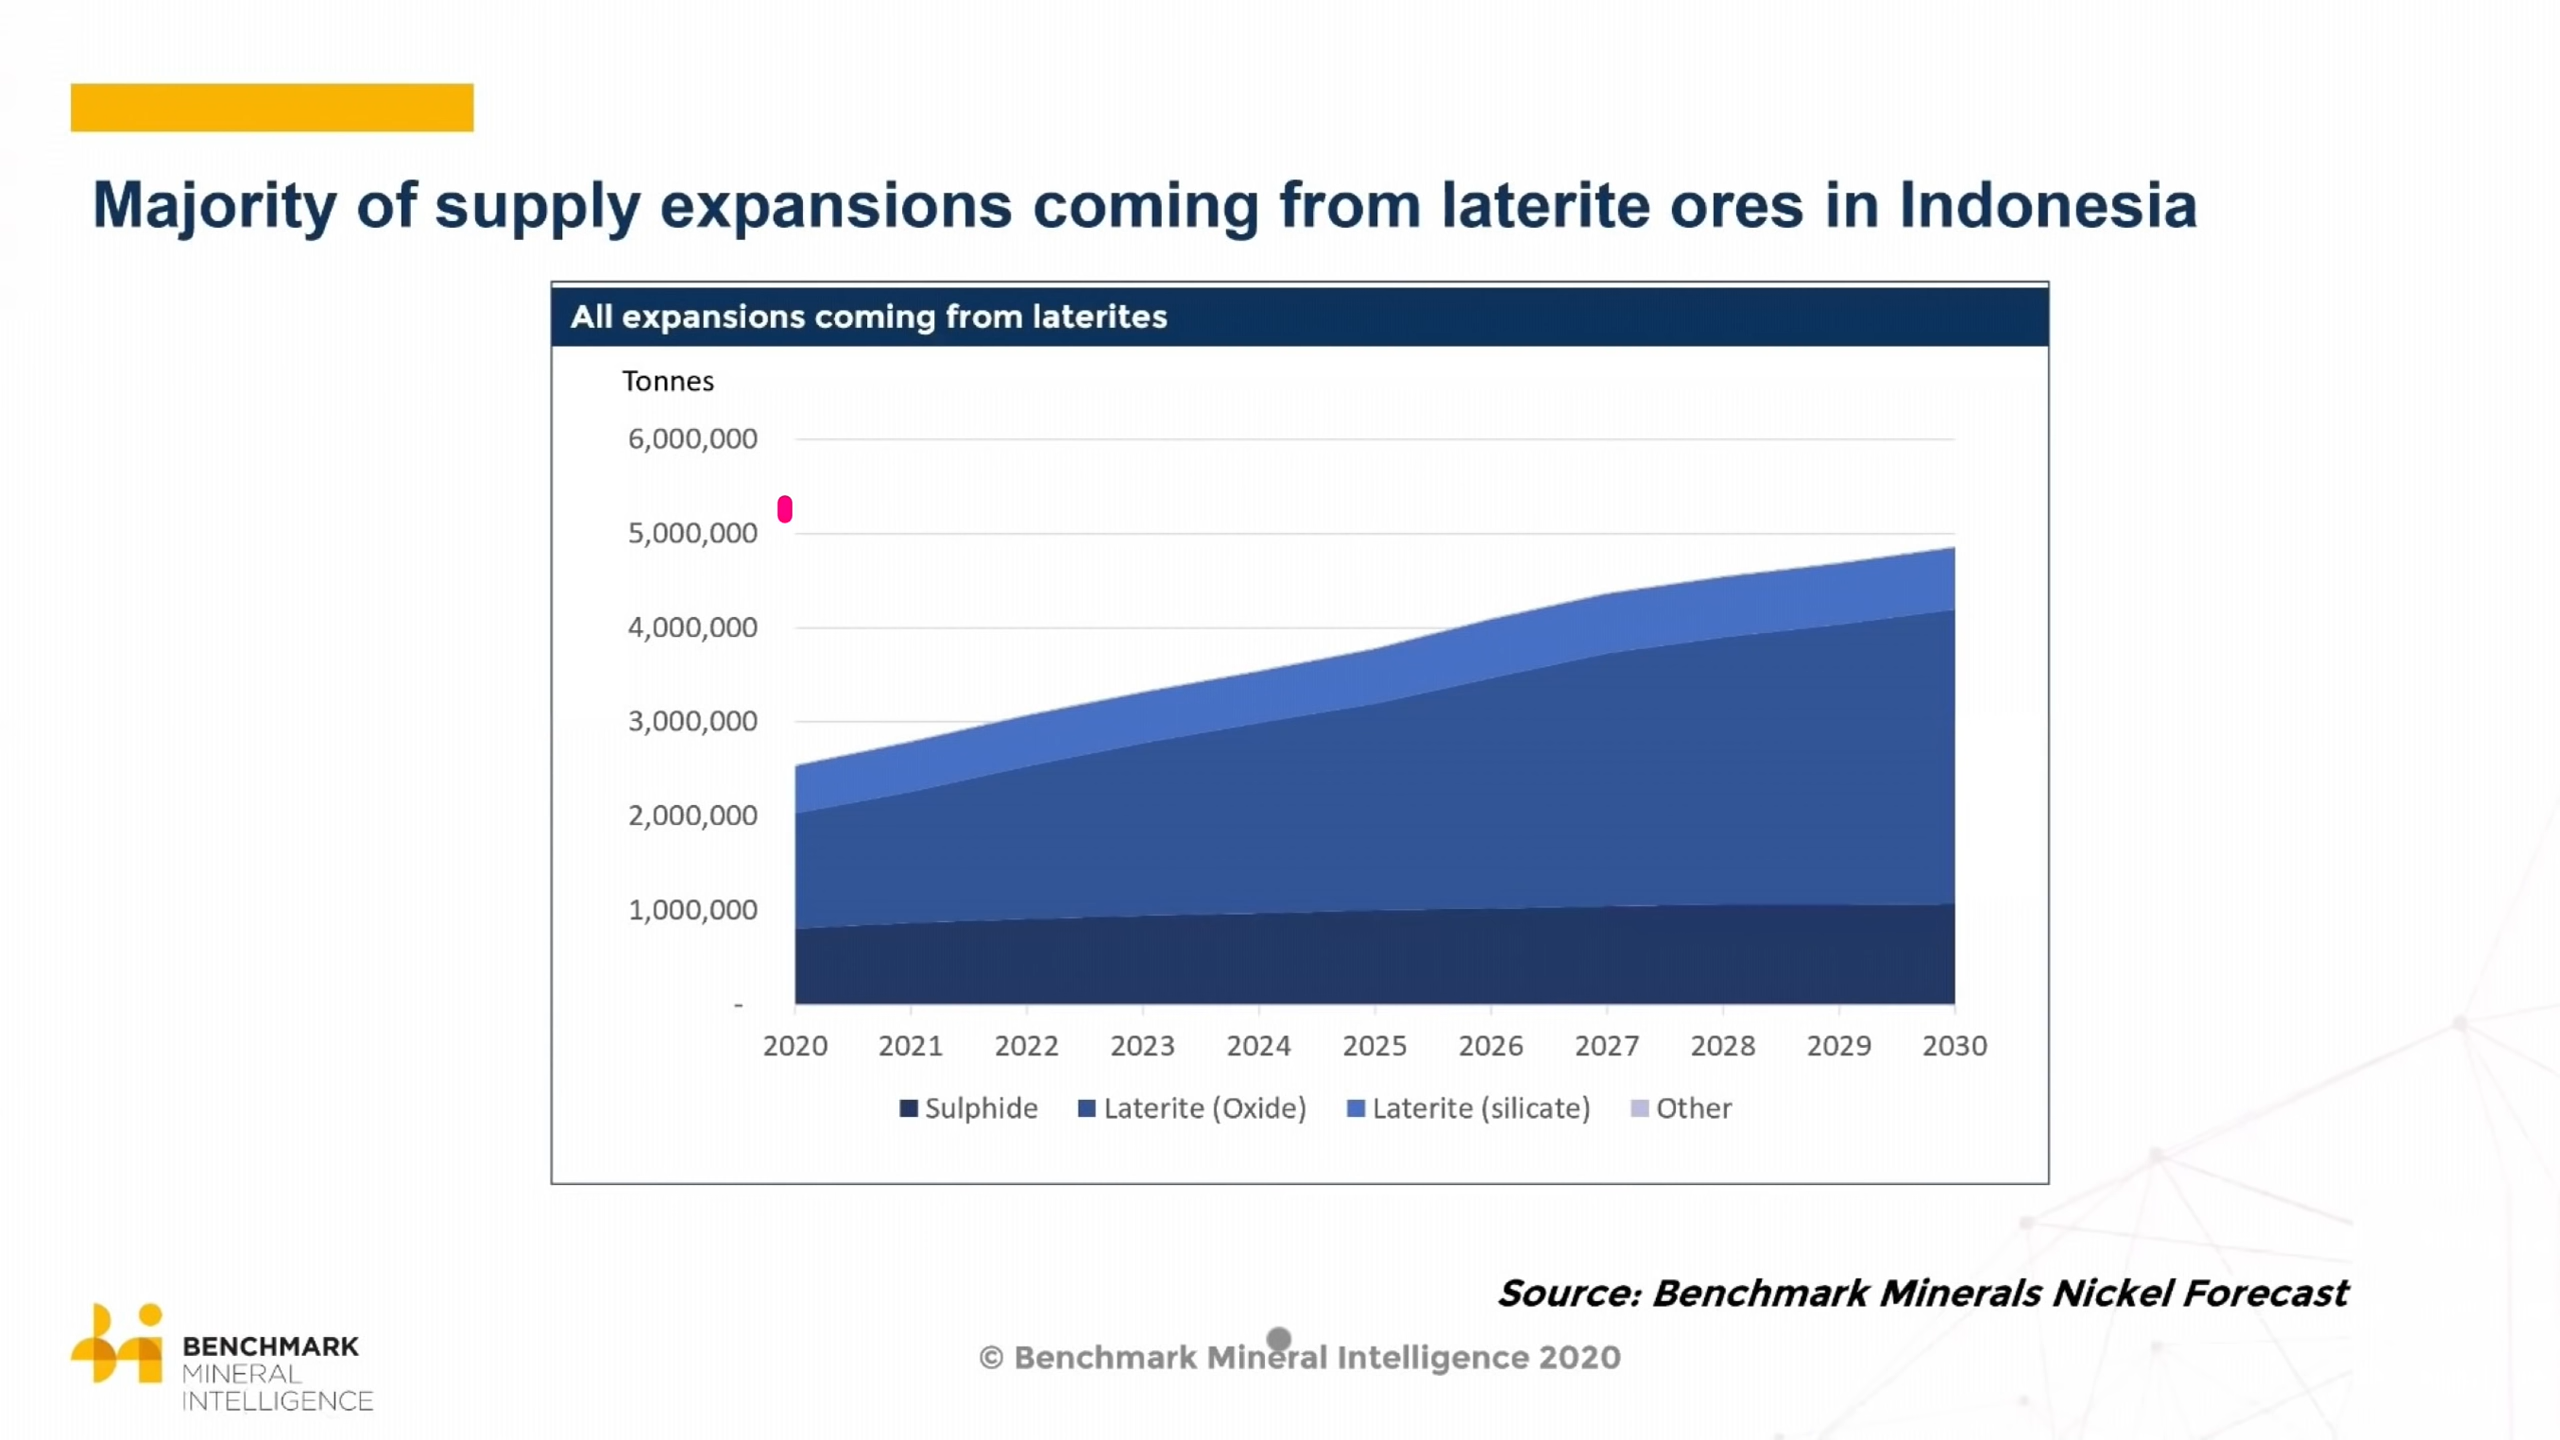 Majority of supply expansions coming from laterite ores in Indonesia
All expansions coming from laterites
Tonnes
6,000,000
5,000,000
4,000,000
3,000,000
2,000,000
1,000,000
-
2020 2021 2022 2023 2024 2025 2026 2027 2028 2029 2030
Sulphide Laterite (Oxide) Laterite (silicate) Other
Source: Benchmark Minerals Nickel Forecast
BENCHMARK
MINERAL
INTELLIGENCE
© Benchmark Mineral Intelligence 2020